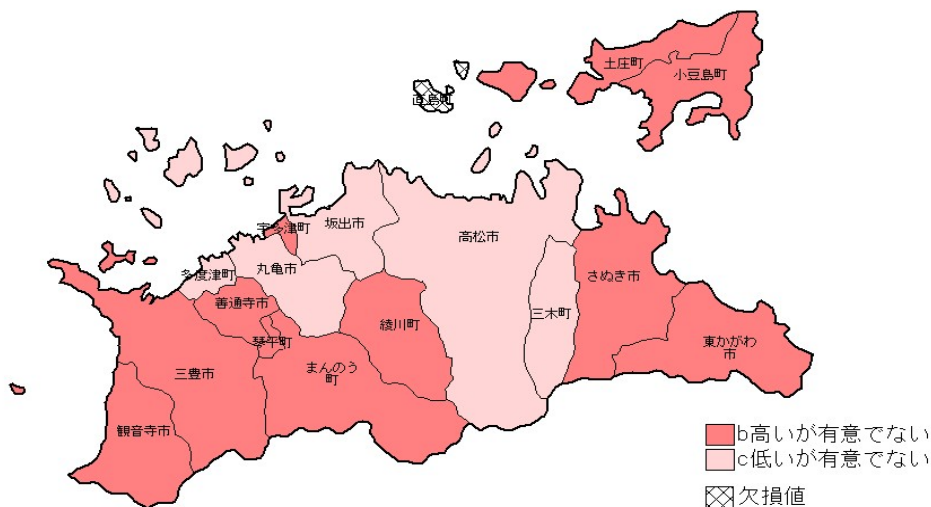 土庄町
小豆島町
直島町
宇多津町
坂出市
高松市
丸亀市
多度津町
さぬき市
善通寺市
三木町
綾川町
琴平町
東かがわ
市
まんのう
町
三豊市
観音寺市
b高いが有意でない
c低いが有意でない
欠損値